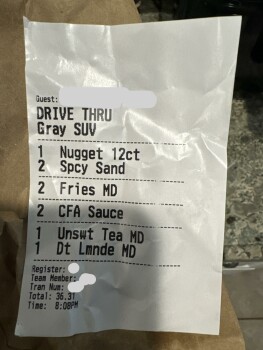 Guest:
DRIVE THRU
Gray SUV
1 Nugget 12ct
2 Spcy Sand
2 Fries MD
2 CFA Sauce
1 Unswt Tea MD
1 Dt Lmnde MD
Register:
Team Member:
Tran Num:
Total: 36.31
Time: 8:08PM